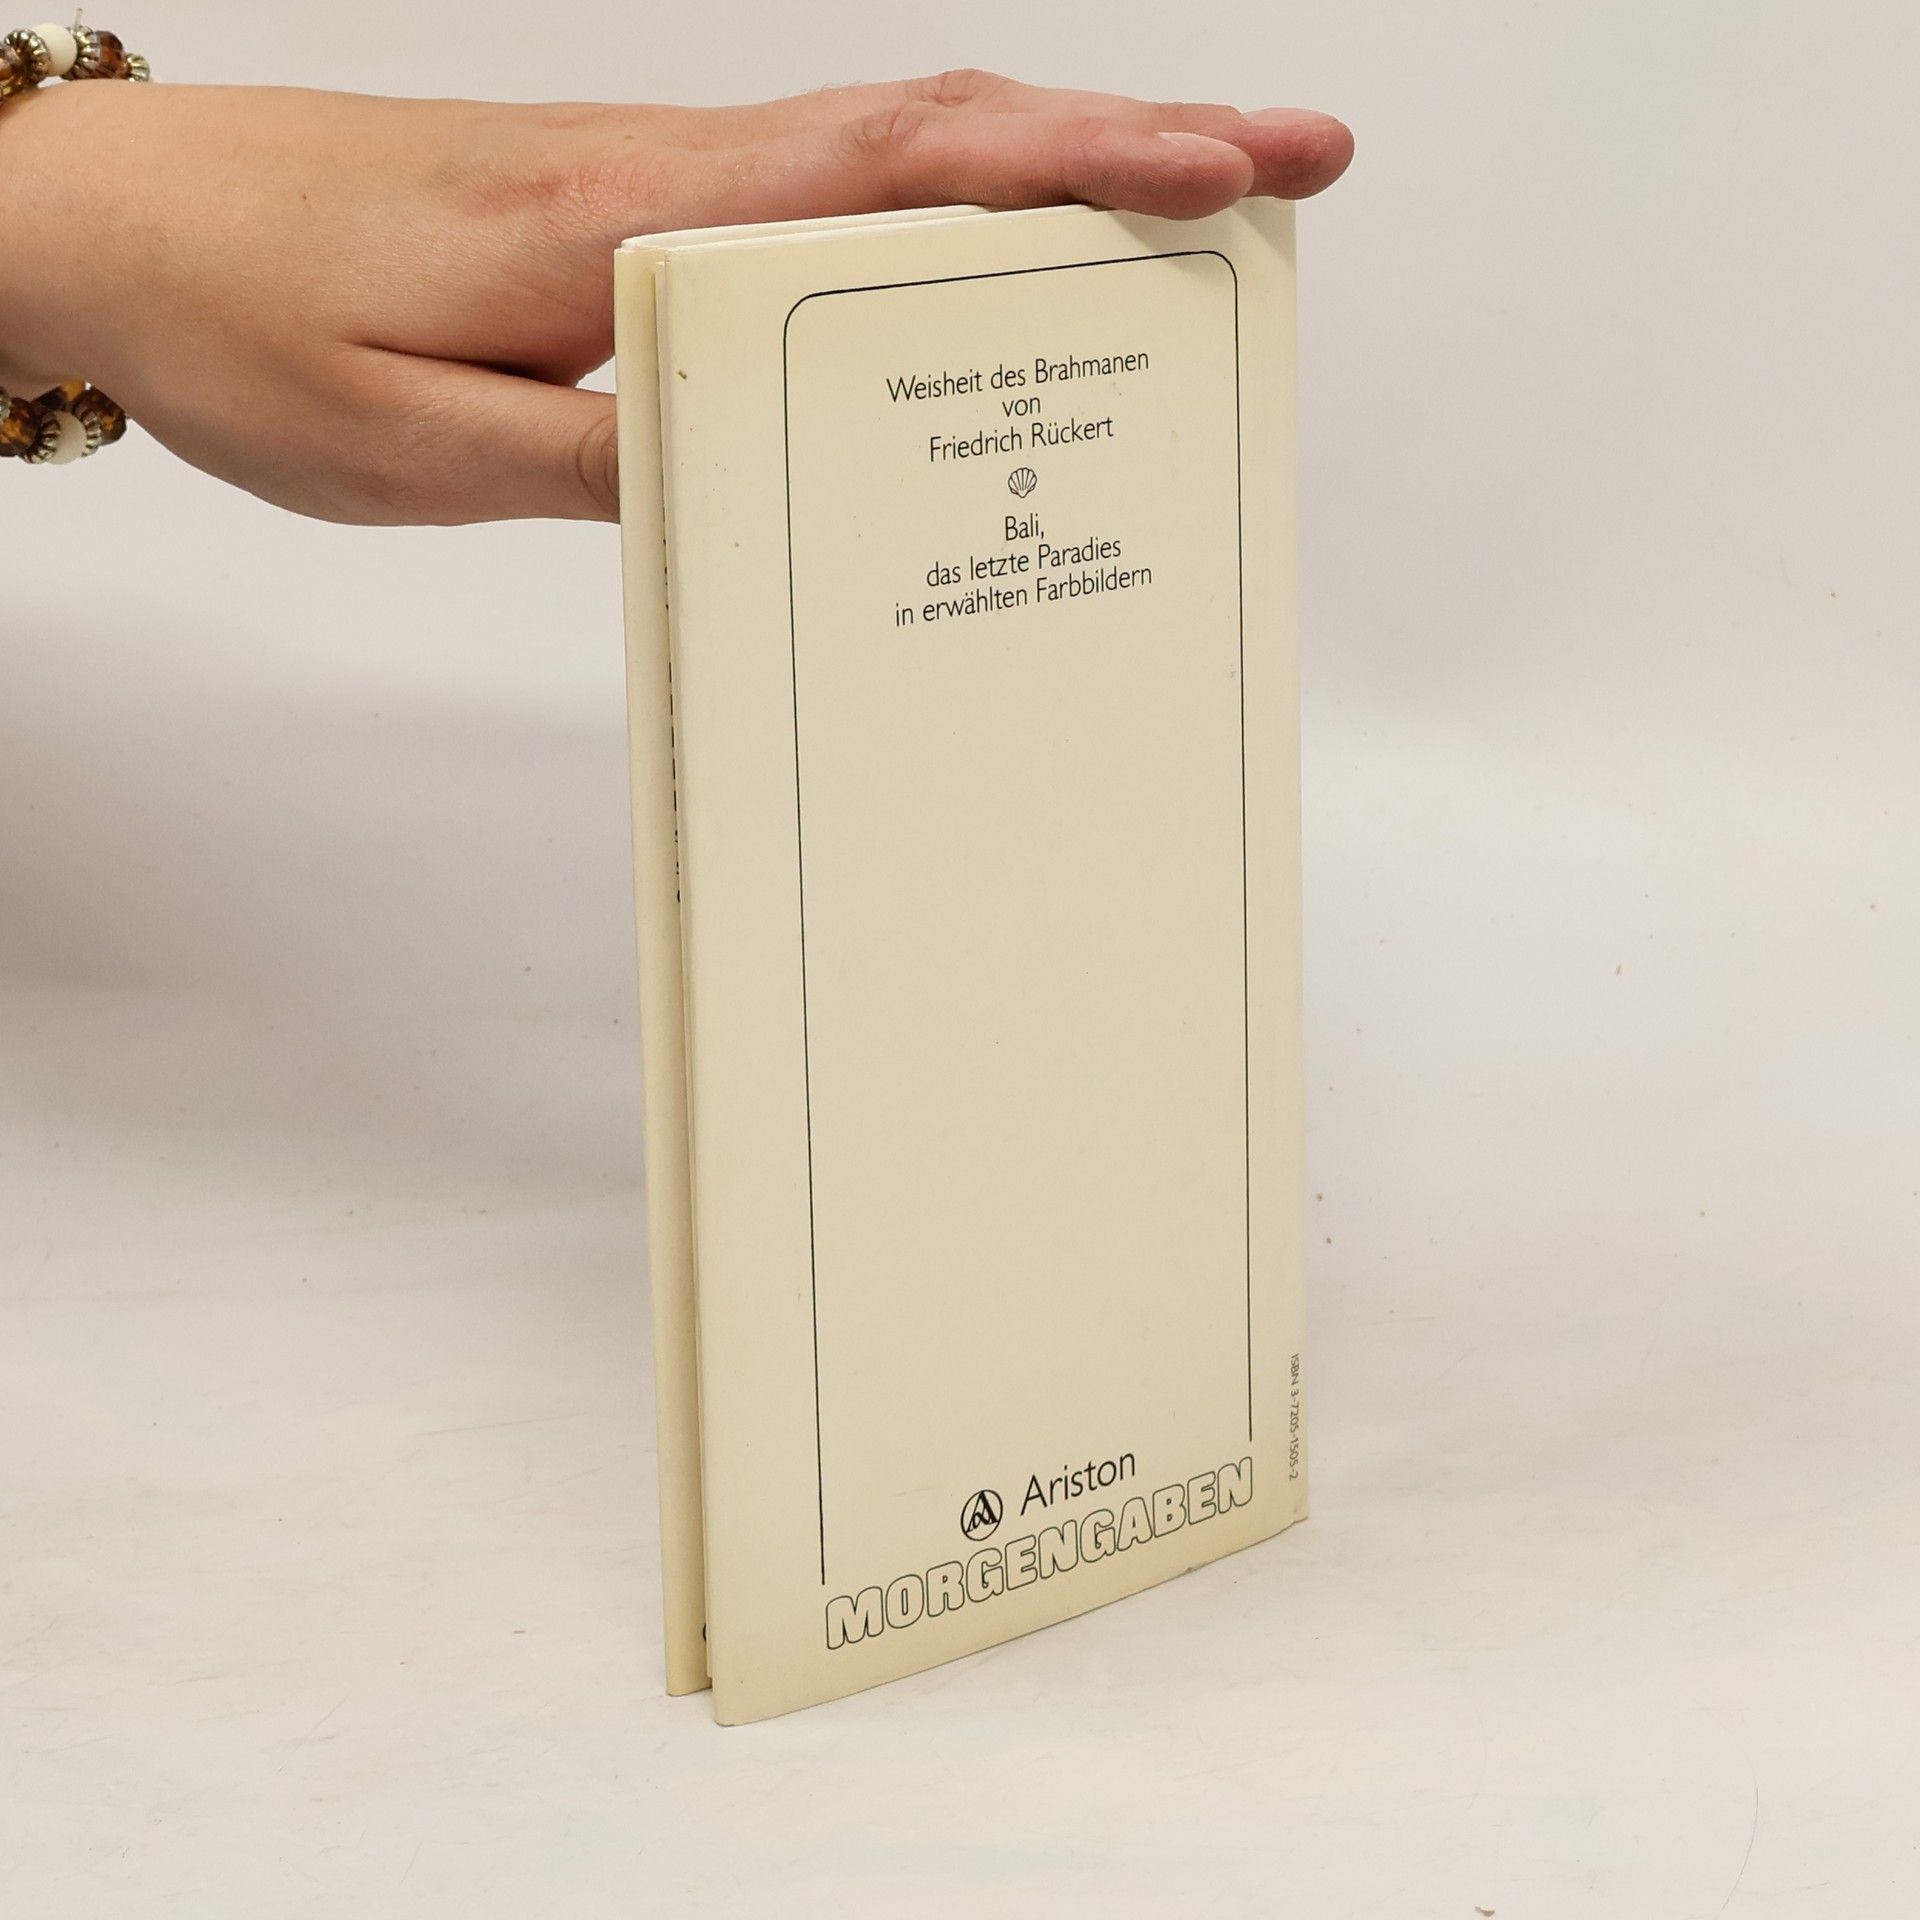 Weisheit des Brahmanen
von
Friedrich Rückert
Bali,
das letzte Paradies
in erwählten Farbbildern
Ariston
MORGENGABEN
ISBN 3-7205-1505-2